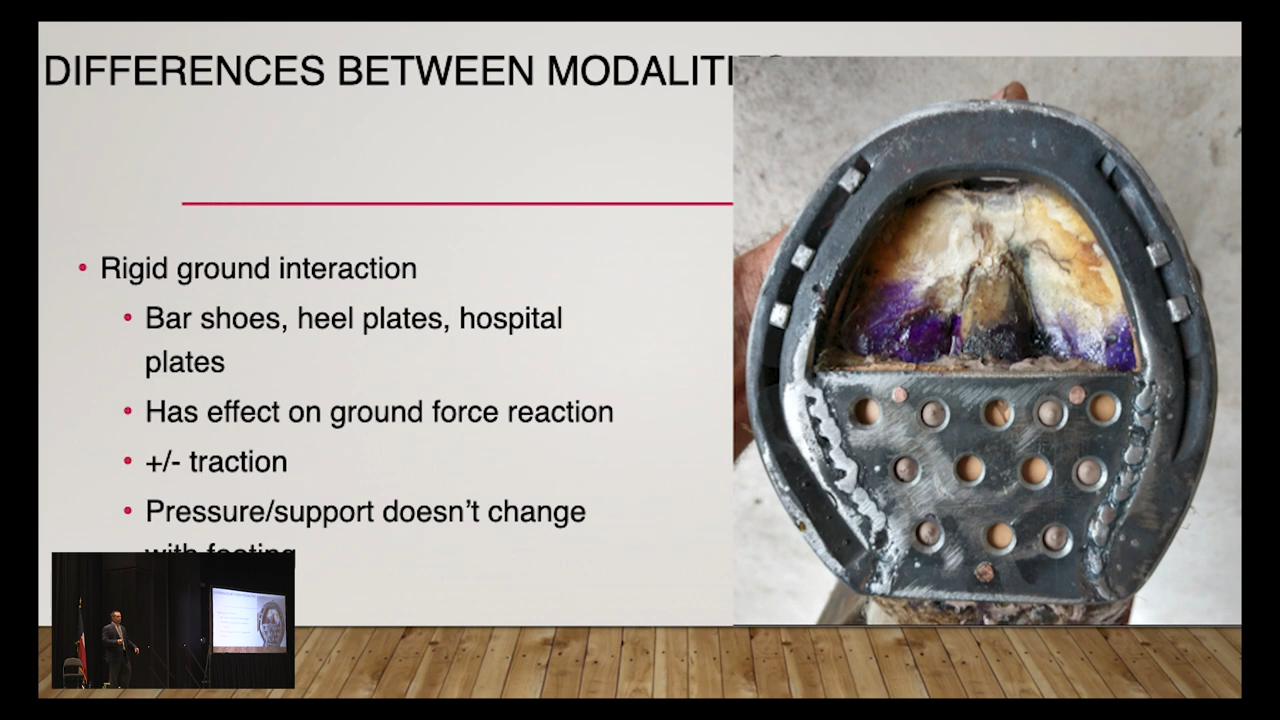 DIFFERENCES BETWEEN MODALITIES
• Rigid ground interaction
• Bar shoes, heel plates, hospital
plates
• Has effect on ground force reaction
• +/- traction
• Pressure/support doesn’t change
with footing